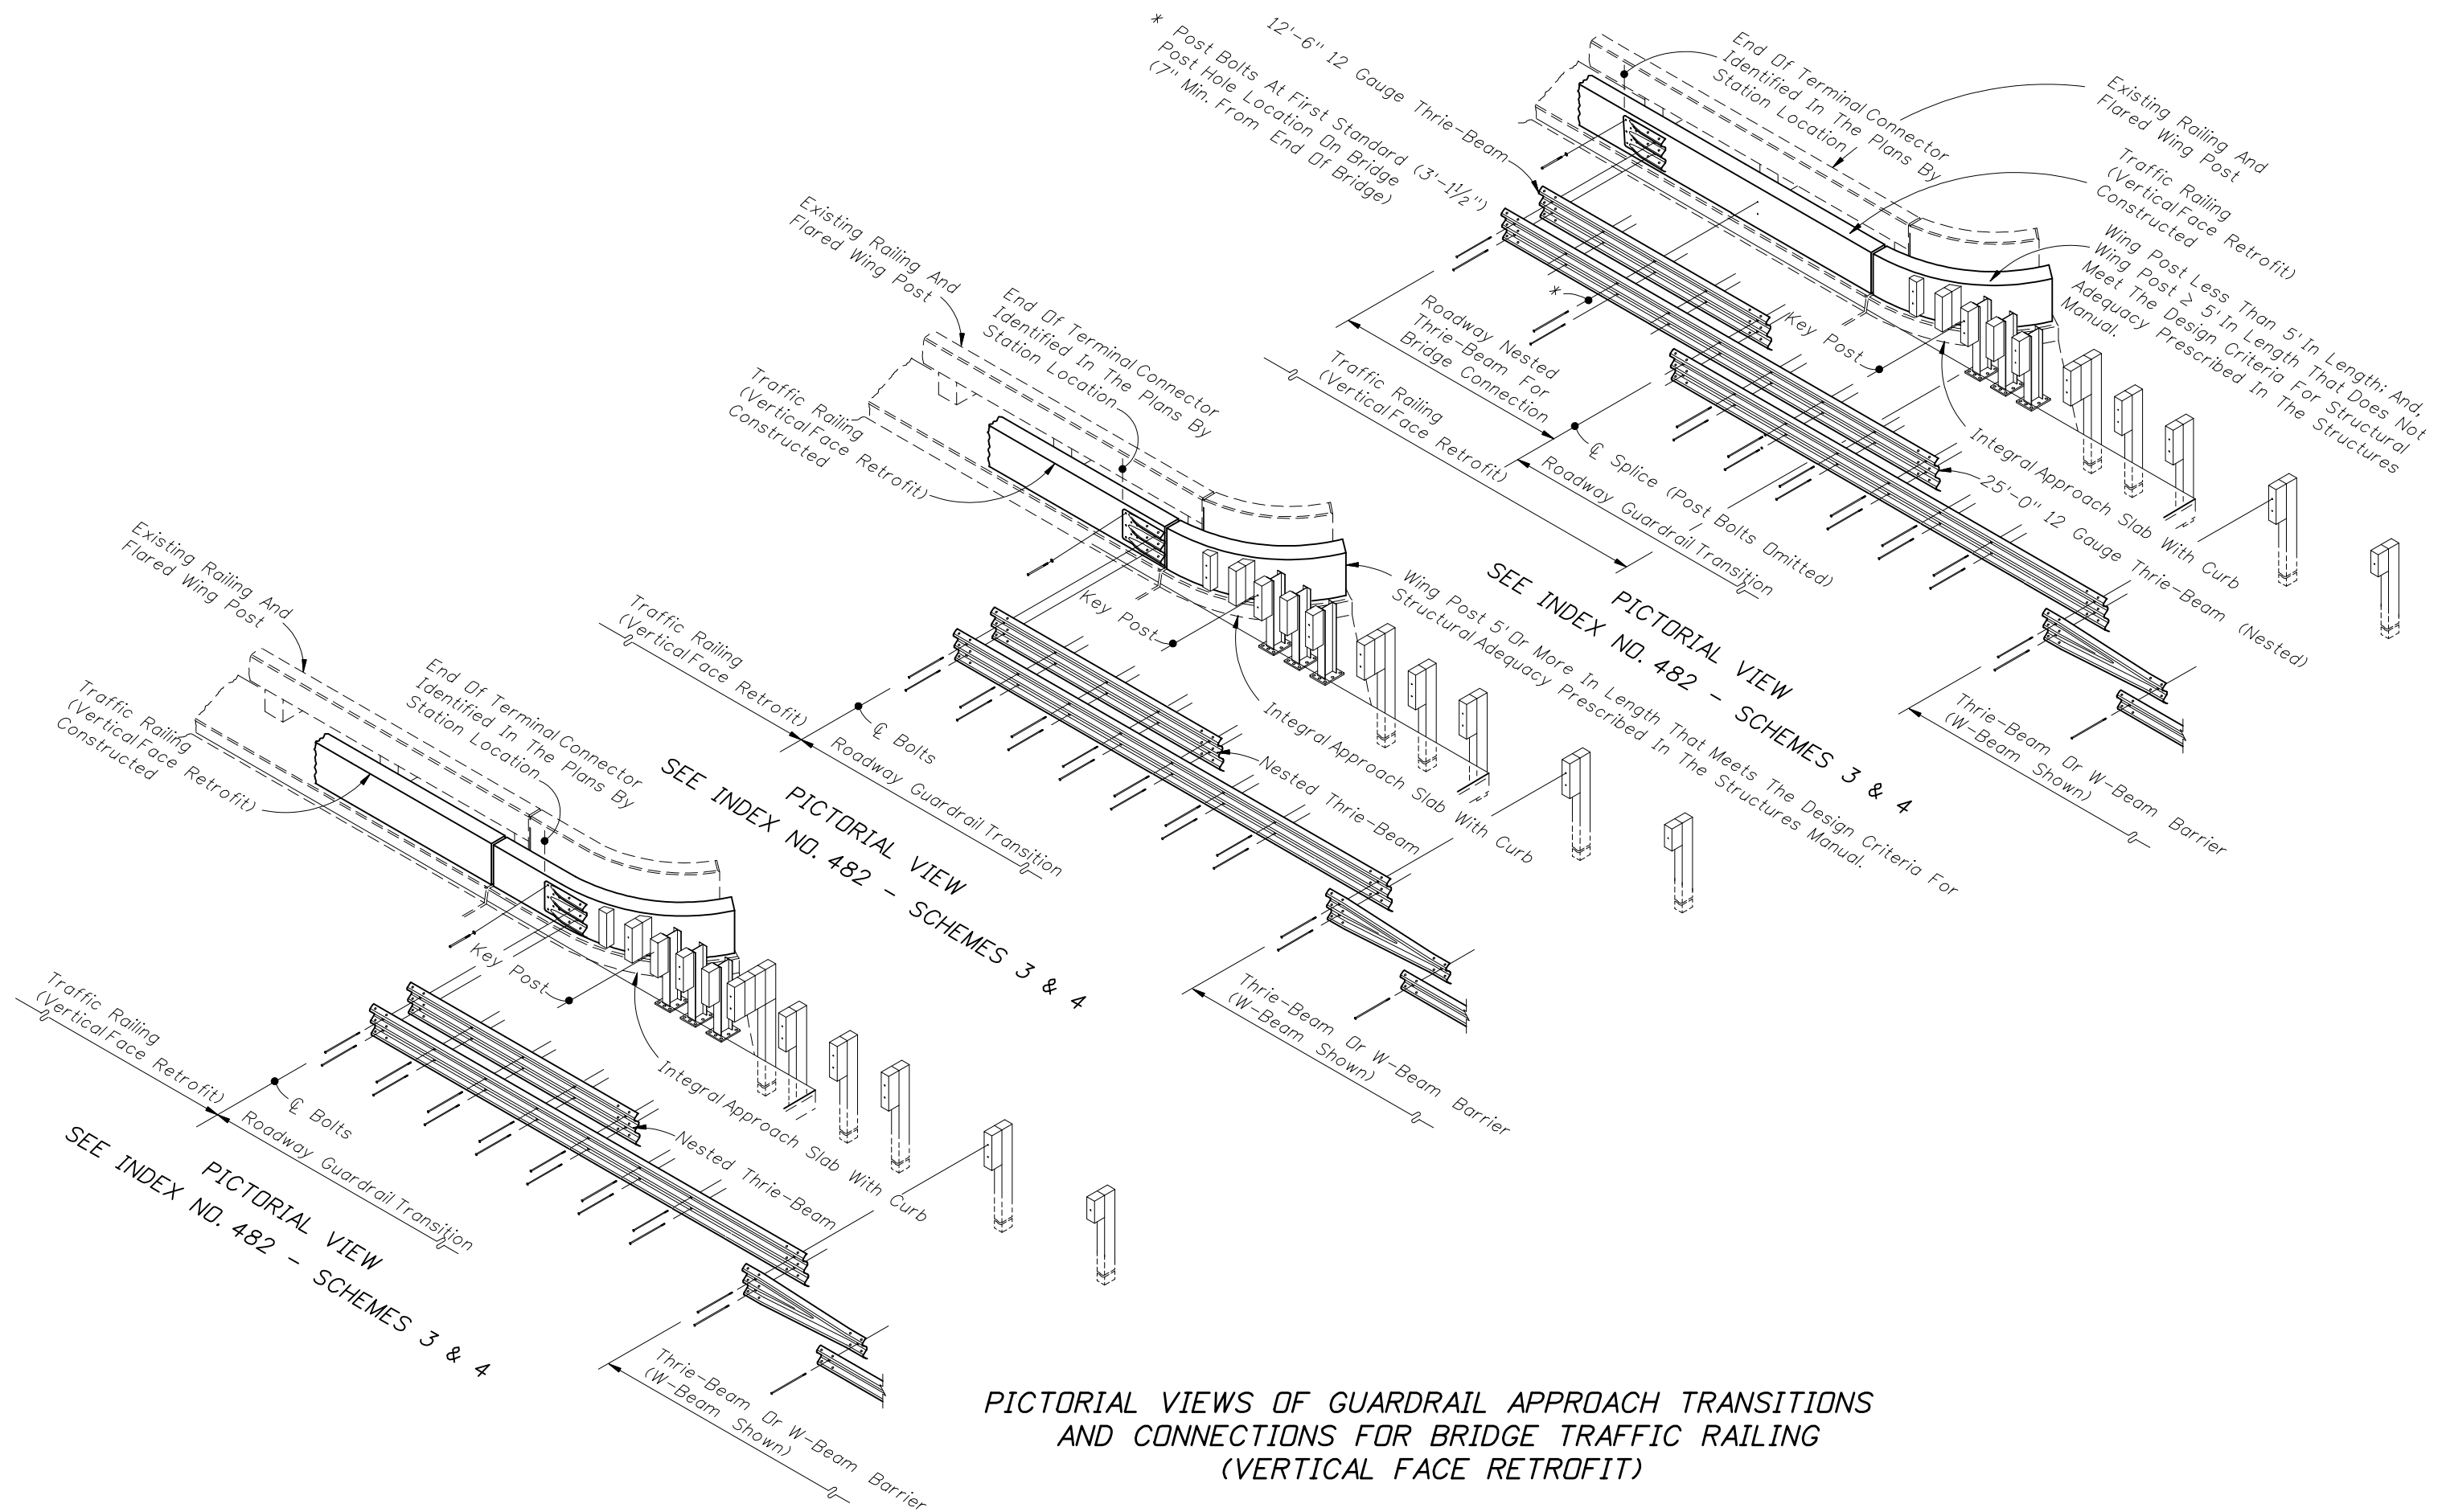 * Post Bolts At First Standard (3'-1½")
Post Hole Location On Bridge
(7" Min. From End Of Bridge)
12'-6" 12 Gauge Thrie-Beam
End Of Terminal Connector
Identified In The Plans By
Station Location
Existing Railing And
Flared Wing Post
Traffic Railing
(Vertical Face Retrofit)
Constructed
Wing Post Less Than 5' In Length; And,
Wing Post ≥ 5' In Length That Does Not
Meet The Design Criteria For Structural
Adequacy Prescribed In The Structures
Manual.
*
Key Post
Roadway Nested
Thrie-Beam For
Bridge Connection
Traffic Railing
(Vertical Face Retrofit)
℄ Splice (Post Bolts Omitted)
Roadway Guardrail Transition
Integral Approach Slab With Curb
25'-0" 12 Gauge Thrie-Beam (Nested)
Thrie-Beam Or W-Beam Barrier
(W-Beam Shown)
PICTORIAL VIEW
SEE INDEX NO. 482 - SCHEMES 3 & 4
Existing Railing And
Flared Wing Post
End Of Terminal Connector
Identified In The Plans By
Station Location
Traffic Railing
(Vertical Face Retrofit)
Constructed
Key Post
Wing Post 5' Or More In Length That Meets The Design Criteria For
Structural Adequacy Prescribed In The Structures Manual.
Traffic Railing
(Vertical Face Retrofit)
℄ Bolts
Roadway Guardrail Transition
Integral Approach Slab With Curb
Nested Thrie-Beam
Thrie-Beam Or W-Beam Barrier
(W-Beam Shown)
PICTORIAL VIEW
SEE INDEX NO. 482 - SCHEMES 3 & 4
Existing Railing And
Flared Wing Post
End Of Terminal Connector
Identified In The Plans By
Station Location
Traffic Railing
(Vertical Face Retrofit)
Constructed
Key Post
Traffic Railing
(Vertical Face Retrofit)
℄ Bolts
Roadway Guardrail Transition
Integral Approach Slab With Curb
Nested Thrie-Beam
Thrie-Beam Or W-Beam Barrier
(W-Beam Shown)
PICTORIAL VIEW
SEE INDEX NO. 482 - SCHEMES 3 & 4
PICTORIAL VIEWS OF GUARDRAIL APPROACH TRANSITIONS
AND CONNECTIONS FOR BRIDGE TRAFFIC RAILING
(VERTICAL FACE RETROFIT)